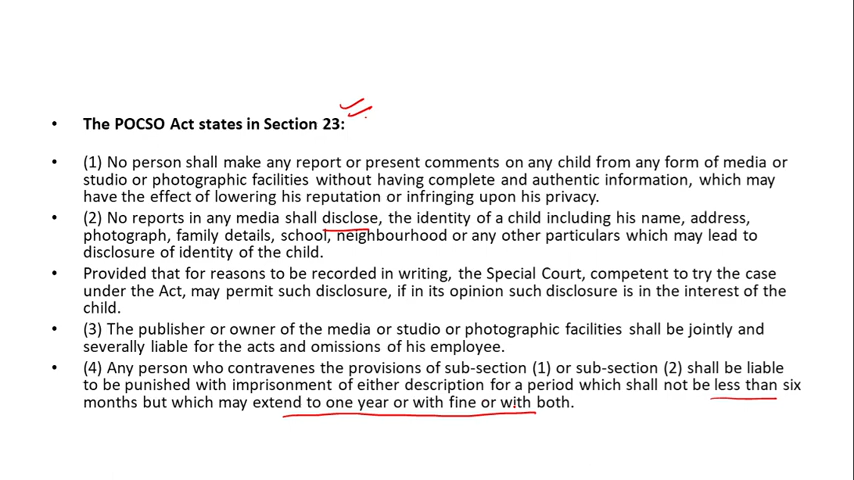 • The POCSO Act states in Section 23:
• (1) No person shall make any report or present comments on any child from any form of media or
studio or photographic facilities without having complete and authentic information, which may
have the effect of lowering his reputation or infringing upon his privacy.
• (2) No reports in any media shall disclose, the identity of a child including his name, address,
photograph, family details, school, neighbourhood or any other particulars which may lead to
disclosure of identity of the child.
• Provided that for reasons to be recorded in writing, the Special Court, competent to try the case
under the Act, may permit such disclosure, if in its opinion such disclosure is in the interest of the
child.
• (3) The publisher or owner of the media or studio or photographic facilities shall be jointly and
severally liable for the acts and omissions of his employee.
• (4) Any person who contravenes the provisions of sub-section (1) or sub-section (2) shall be liable
to be punished with imprisonment of either description for a period which shall not be less than six
months but which may extend to one year or with fine or with both.